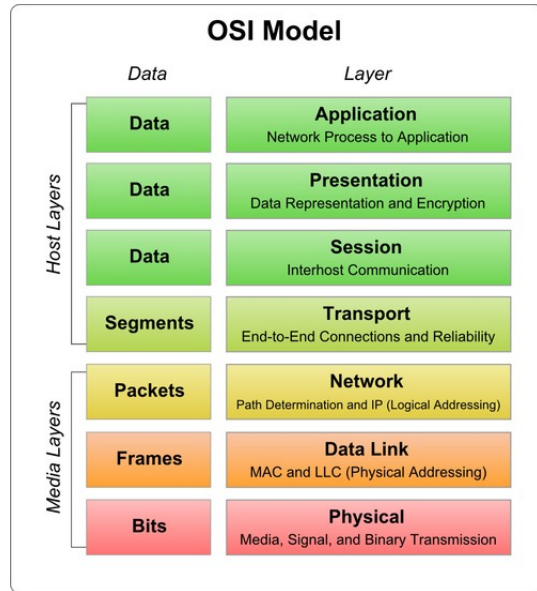 OSI Model
Data
Layer
Host Layers
Data
Application
Network Process to Application
Data
Presentation
Data Representation and Encryption
Data
Session
Interhost Communication
Segments
Transport
End-to-End Connections and Reliability
Media Layers
Packets
Network
Path Determination and IP (Logical Addressing)
Frames
Data Link
MAC and LLC (Physical Addressing)
Bits
Physical
Media, Signal, and Binary Transmission